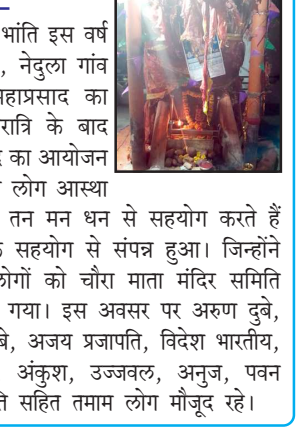 भांति इस वर्ष
, नेदुला गांव
महाप्रसाद का
रात्रि के बाद
का आयोजन
लोग आस्था
तन मन धन से सहयोग करते हैं
सहयोग से संपन्न हुआ। जिन्होंने
लोगों को चौरा माता मंदिर समिति
गया। इस अवसर पर अरुण दुबे,
बे, अजय प्रजापति, विदेश भारतीय,
अंकुश, उज्जवल, अनुज, पवन
सहित तमाम लोग मौजूद रहे।